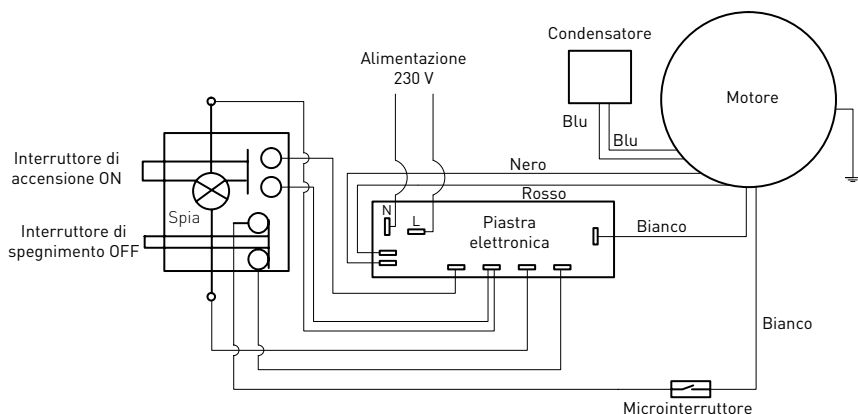 Condensatore
Alimentazione
230 V
Motore
Blu
Blu
Interruttore di
accensione ON
Nero
Rosso
Spia
N
L
Piastra
elettronica
Interruttore di
spegnimento OFF
Bianco
Bianco
Microinterruttore